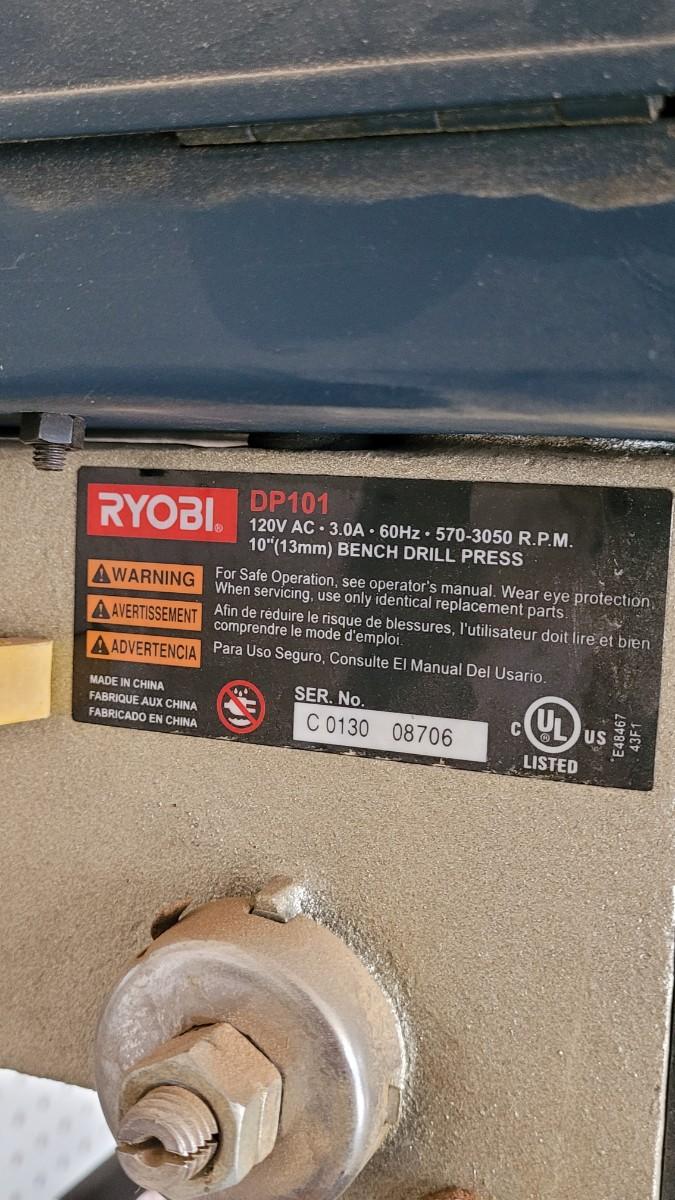 RYOBI®
DP101
120V AC • 3.0A • 60Hz • 570-3050 R.P.M.
10"(13mm) BENCH DRILL PRESS
WARNING
For Safe Operation, see operator's manual. Wear eye protection.
When servicing, use only identical replacement parts.
AVERTISSEMENT
Afin de réduire le risque de blessures, l'utilisateur doit lire et bien
comprendre le mode d'emploi.
ADVERTENCIA
Para Uso Seguro, Consulte El Manual Del Usario.
MADE IN CHINA
FABRIQUE AUX CHINA
FABRICADO EN CHINA
SER. No.
C 0130 08706
C UL US
LISTED
E48467
43F1